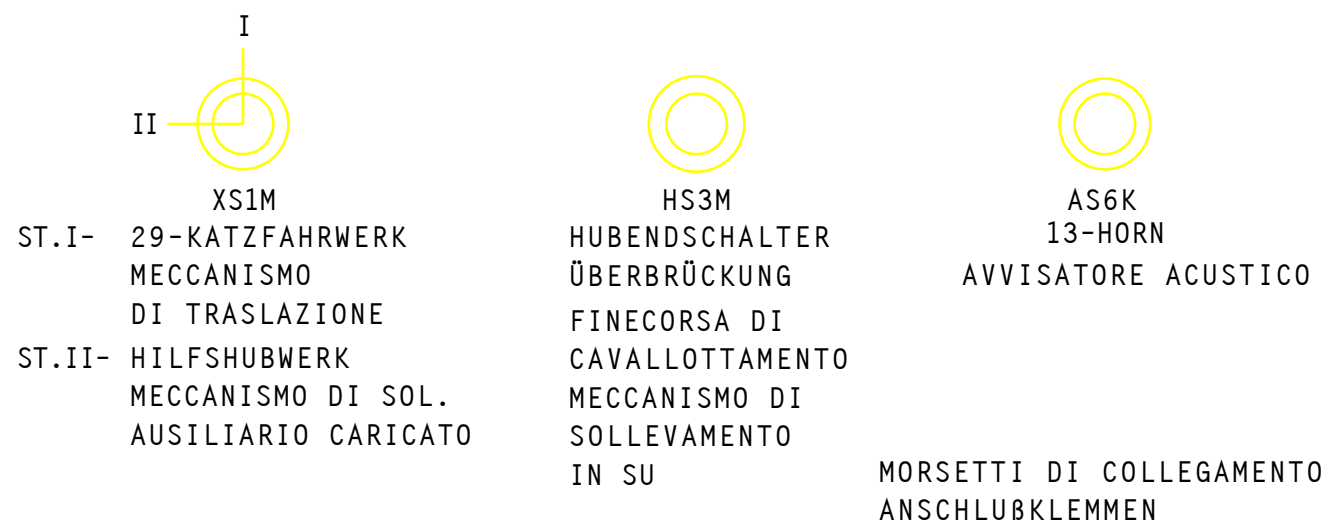 I
II
XS1M
ST.I- 29-KATZFAHRWERK
MECCANISMO
DI TRASLAZIONE
ST.II- HILFSHUBWERK
MECCANISMO DI SOL.
AUSILIARIO CARICATO
HS3M
HUBENDSCHALTER
ÜBERBRÜCKUNG
FINECORSA DI
CAVALLOTTAMENTO
MECCANISMO DI
SOLLEVAMENTO
IN SU
AS6K
13-HORN
AVVISATORE ACUSTICO
MORSETTI DI COLLEGAMENTO
ANSCHLUßKLEMMEN